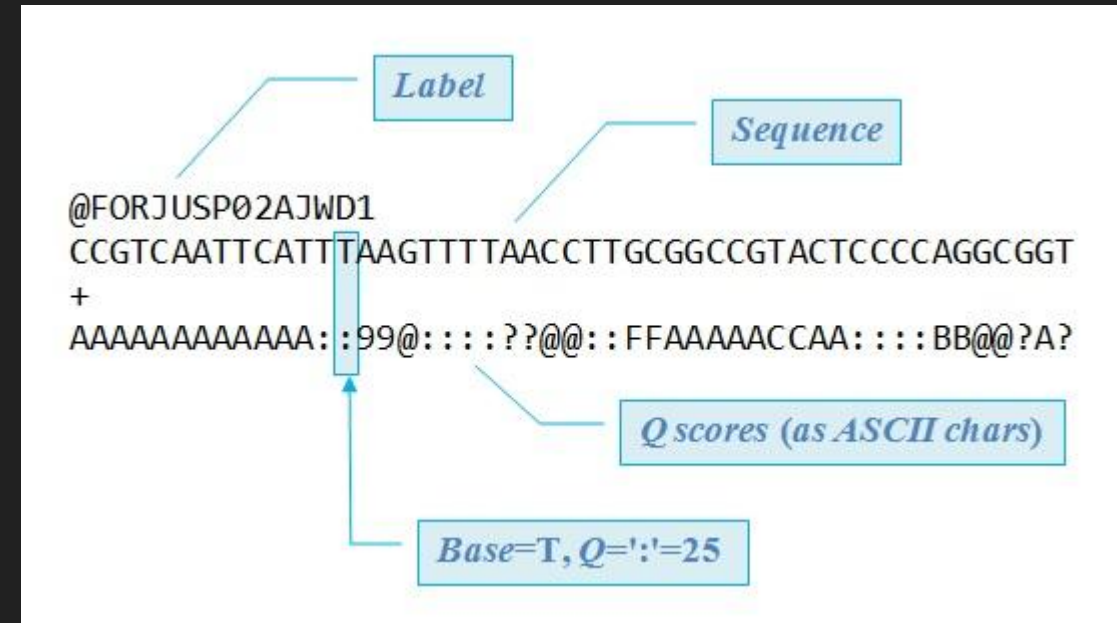 Label
Sequence
@FORJUSP02AJWD1
CCGTCAATTCATTTAAGTTTTAACCTTGCGGCCGTACTCCCCAGGCGGT
+
AAAAAAAAAAAA::99@::::??@@::FFAAAAACCAA::::BB@@?A?
Q scores (as ASCII chars)
Base=T, Q=':'=25